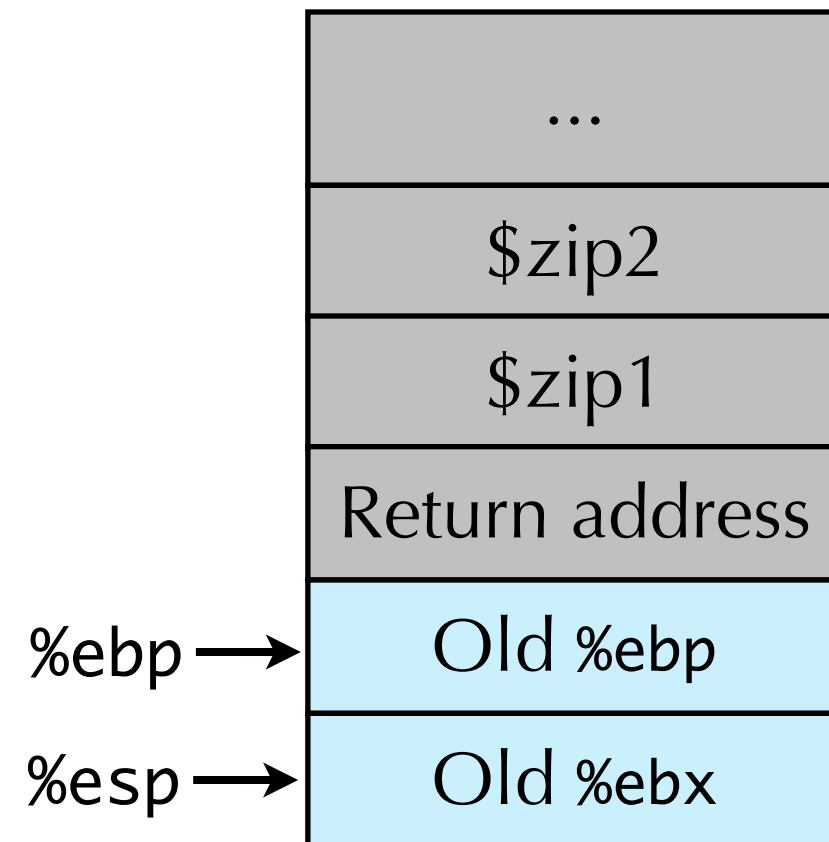 ...
$zip2
$zip1
Return address
%ebp Old %ebp
%esp Old %ebx